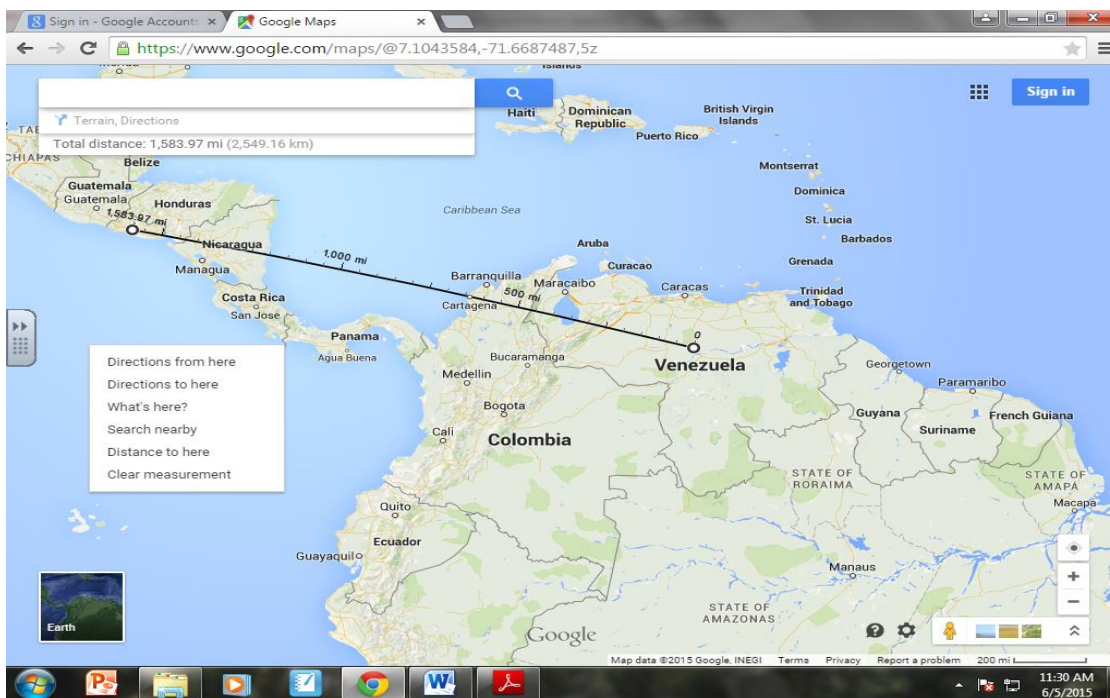 Sign in - Google Accounts
Google Maps
https://www.google.com/maps/@7.1043584,-71.6687487,5z
Sign in
Terrain, Directions
Total distance: 1,583.97 mi (2,549.16 km)
Haiti
Dominican
Republic
British Virgin
Islands
Puerto Rico
CHIAPAS
Belize
Montserrat
Guatemala
Guatemala
Honduras
Dominica
1,583.97 mi
Caribbean Sea
St. Lucia
Barbados
Nicaragua
1,000 mi
Aruba
Managua
Curacao
Grenada
Barranquilla
Maracaibo
Caracas
Trinidad
and Tobago
500 mi
Costa Rica
Cartagena
San Jose
0
Panama
Agua Buena
Bucaramanga
Venezuela
Georgetown
Medellin
Paramaribo
Directions from here
Directions to here
What's here?
Search nearby
Distance to here
Clear measurement
Bogota
Guyana
French Guiana
Suriname
Cali
Colombia
STATE OF
RORAIMA
STATE OF
AMAPÁ
Macapa
Quito
Ecuador
Guayaquil
Manaus
STATE OF
AMAZONAS
Earth
Google
Map data ©2015 Google, INEGI
Terms
Privacy
Report a problem
200 mi
11:30 AM
6/5/2015